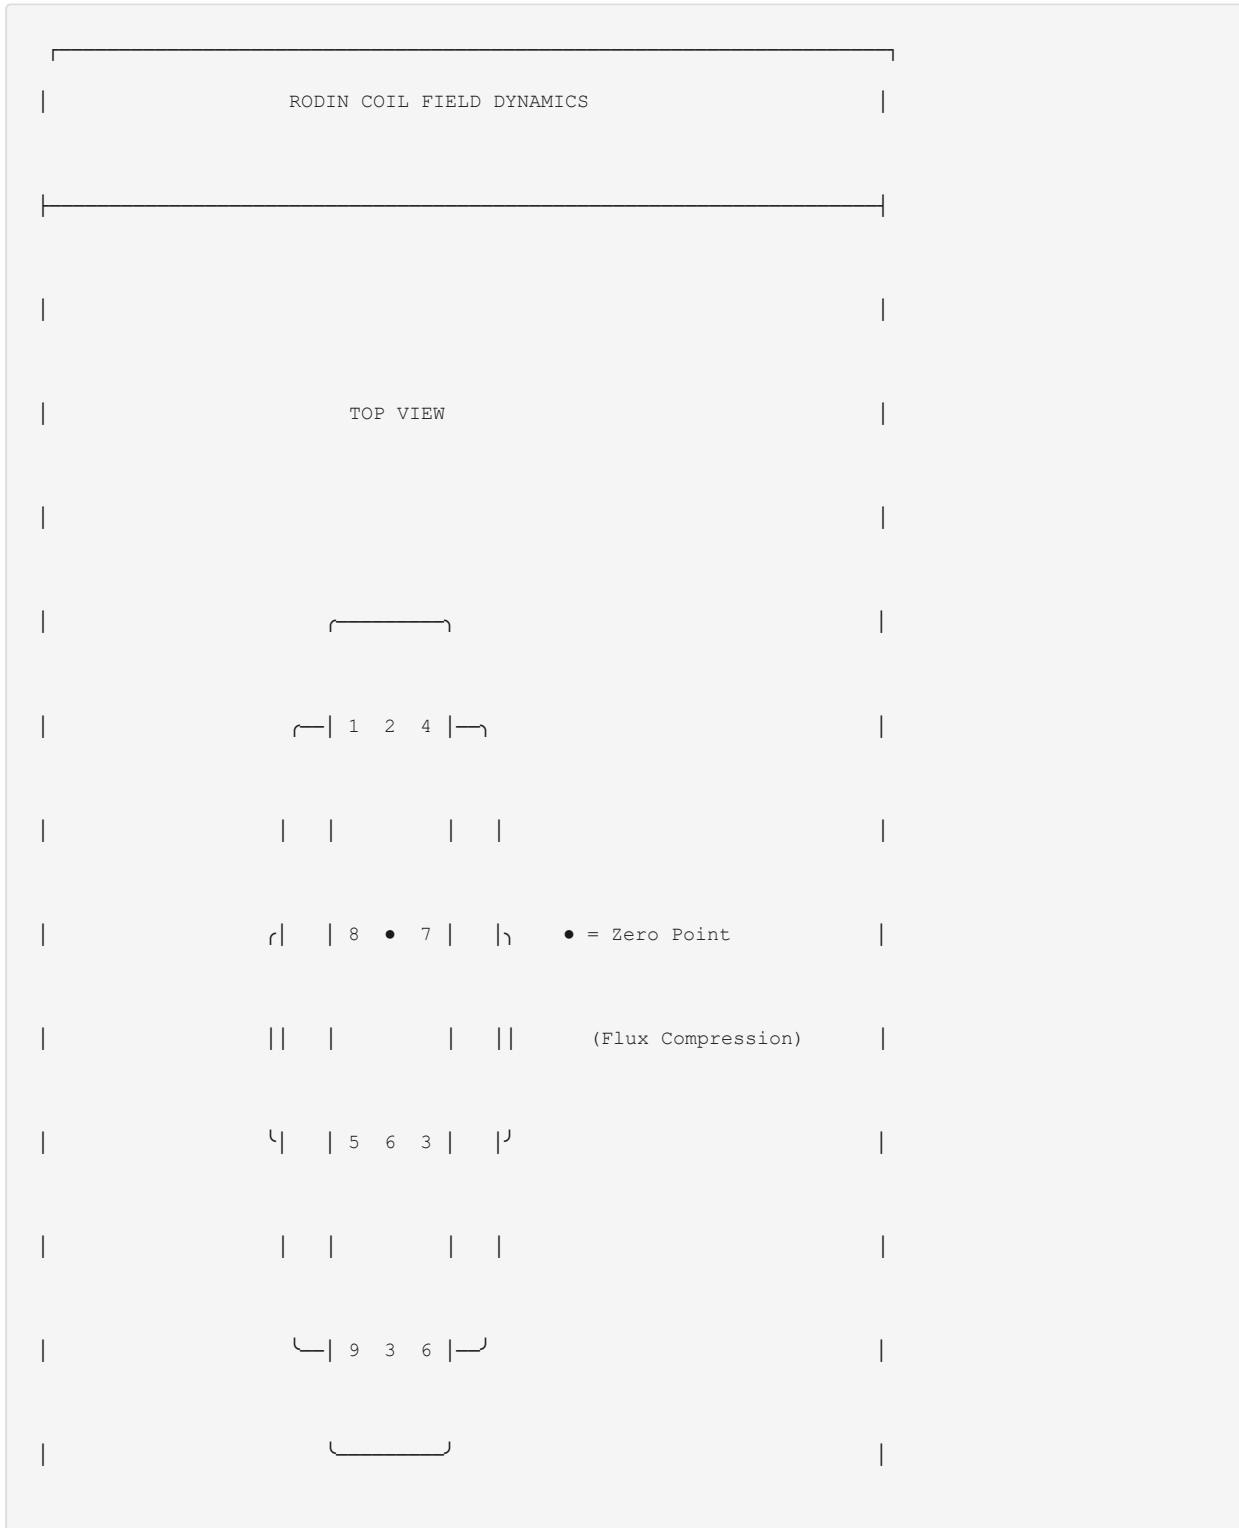 RODIN COIL FIELD DYNAMICS
TOP VIEW
1 2 4
8 ● 7 ● = Zero Point
(Flux Compression)
5 6 3
9 3 6